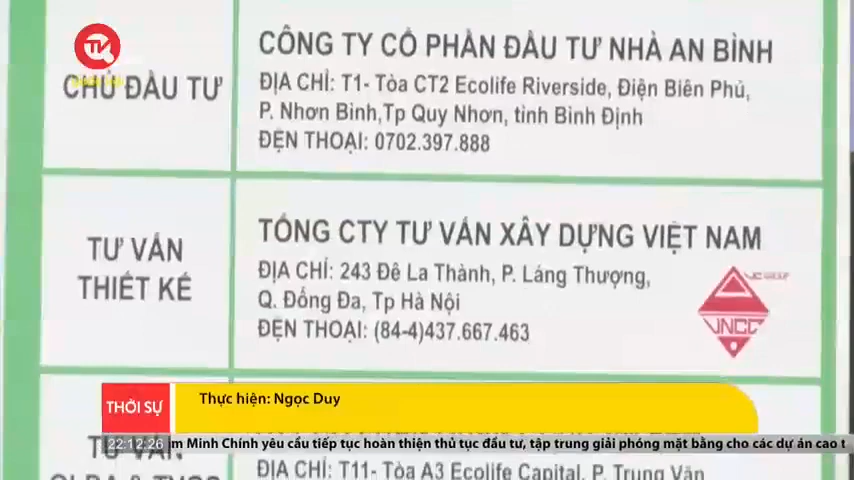 CHỦ ĐẦU TƯ
CÔNG TY CỔ PHẦN ĐẦU TƯ NHÀ AN BÌNH
ĐỊA CHỈ: T1- Tòa CT2 Ecolife Riverside, Điện Biên Phủ,
P. Nhơn Bình,Tp Quy Nhơn, tỉnh Bình Định
ĐỆN THOẠI: 0702.397.888
TƯ VẤN
THIẾT KẾ
TỔNG CTY TƯ VẤN XÂY DỰNG VIỆT NAM
ĐỊA CHỈ: 243 Đê La Thành, P. Láng Thượng,
Q. Đống Đa, Tp Hà Nội
ĐỆN THOẠI: (84-4)437.667.463
VNCC
THỜI SỰ
Thực hiện: Ngọc Duy
22:12:26
m Minh Chính yêu cầu tiếp tục hoàn thiện thủ tục đầu tư, tập trung giải phóng mặt bằng cho các dự án cao t
TƯ VẤN
ĐỊA CHỈ: T11- Tòa A3 Ecolife Capital, P. Trung Văn